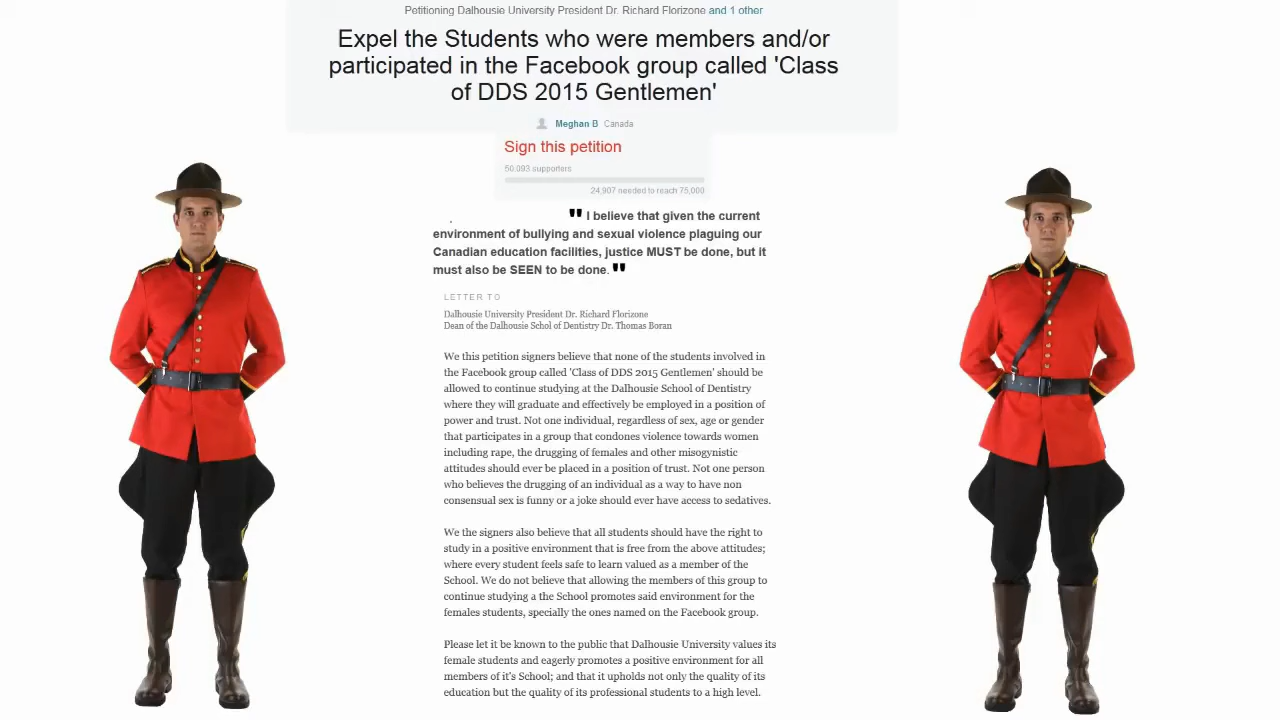 Petitioning Dalhousie University President Dr. Richard Florizone and 1 other
Expel the Students who were members and/or
participated in the Facebook group called 'Class
of DDS 2015 Gentlemen'
Meghan B Canada
Sign this petition
50,093 supporters
24,907 needed to reach 75,000
" I believe that given the current
environment of bullying and sexual violence plaguing our
Canadian education facilities, justice MUST be done, but it
must also be SEEN to be done. "
LETTER TO
Dalhousie University President Dr. Richard Florizone
Dean of the Dalhousie Schol of Dentistry Dr. Thomas Boran
We this petition signers believe that none of the students involved in
the Facebook group called 'Class of DDS 2015 Gentlemen' should be
allowed to continue studying at the Dalhousie School of Dentistry
where they will graduate and effectively be employed in a position of
power and trust. Not one individual, regardless of sex, age or gender
that participates in a group that condones violence towards women
including rape, the drugging of females and other misogynistic
attitudes should ever be placed in a position of trust. Not one person
who believes the drugging of an individual as a way to have non
consensual sex is funny or a joke should ever have access to sedatives.
We the signers also believe that all students should have the right to
study in a positive environment that is free from the above attitudes;
where every student feels safe to learn valued as a member of the
School. We do not believe that allowing the members of this group to
continue studying a the School promotes said environment for the
females students, specially the ones named on the Facebook group.
Please let it be known to the public that Dalhousie University values its
female students and eagerly promotes a positive environment for all
members of it's School; and that it upholds not only the quality of its
education but the quality of its professional students to a high level.